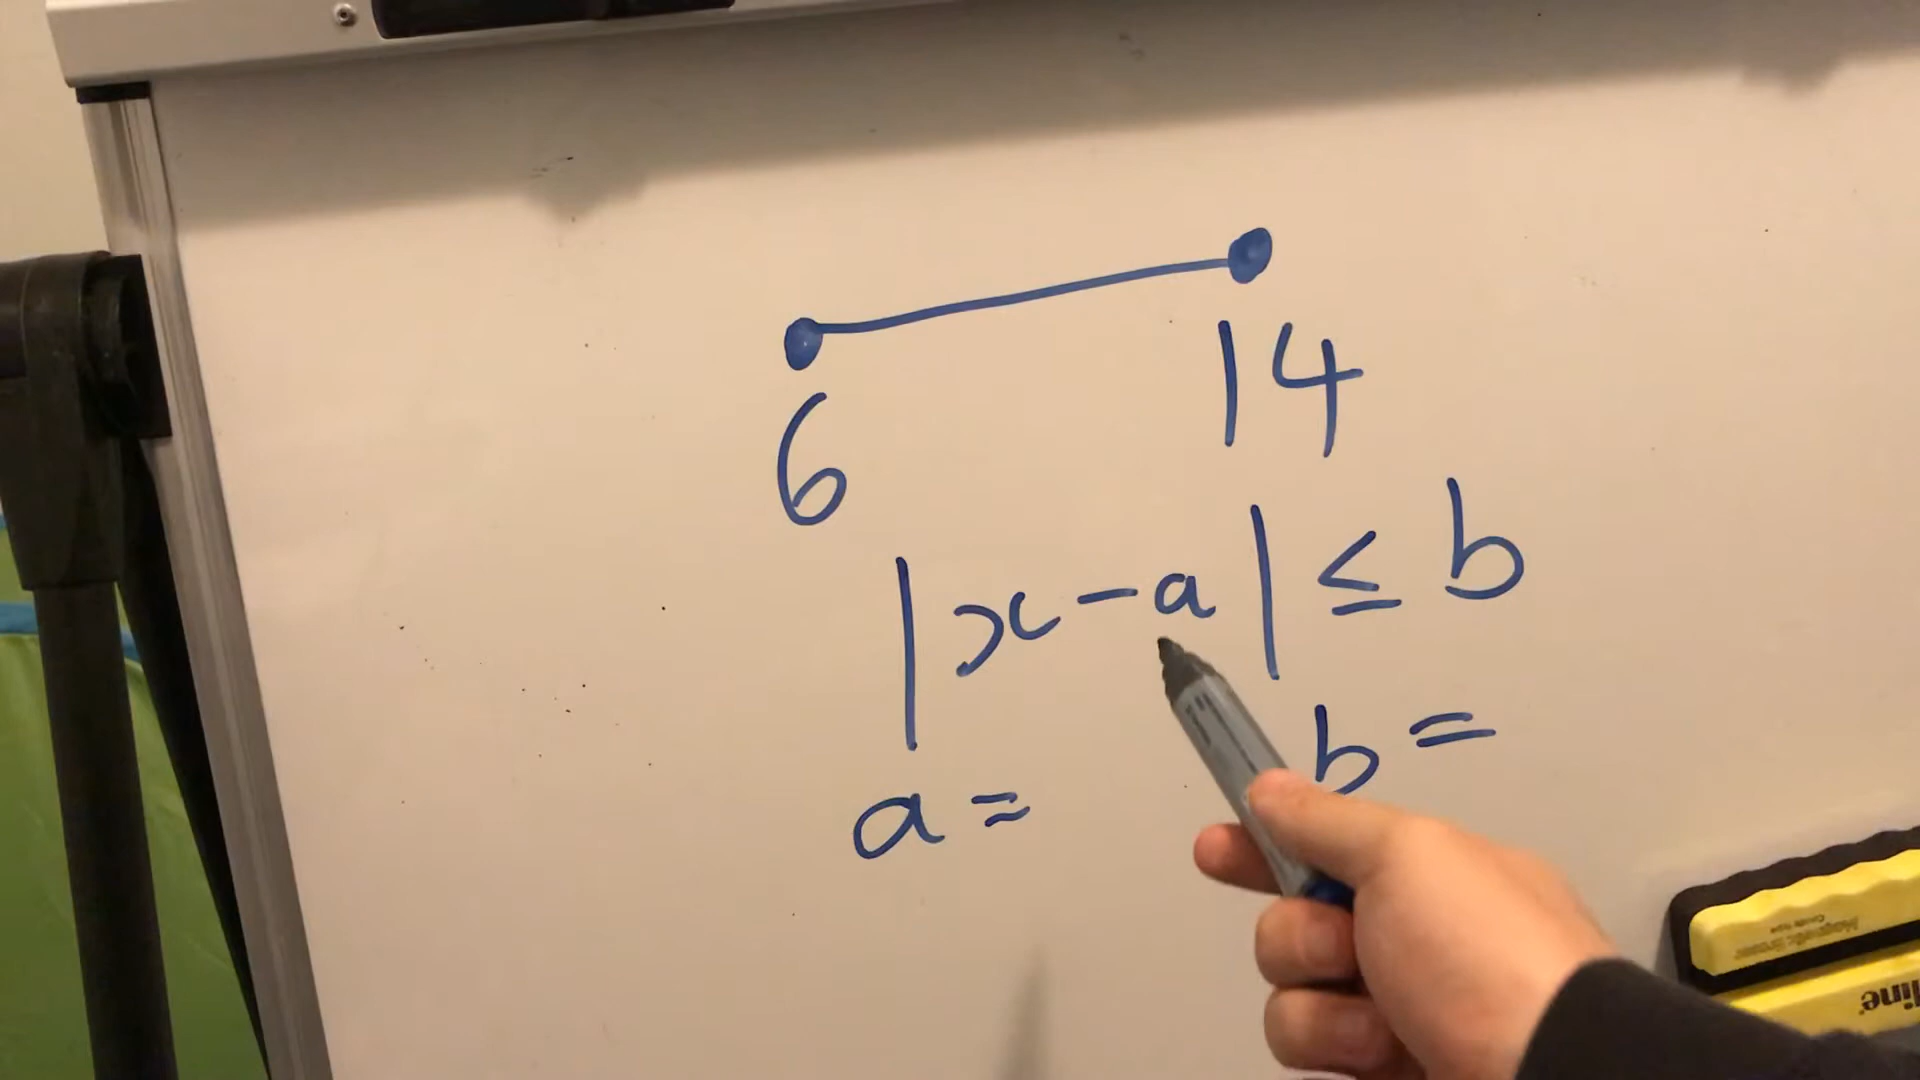 6 14
|x-a| ≤ b
a = b =